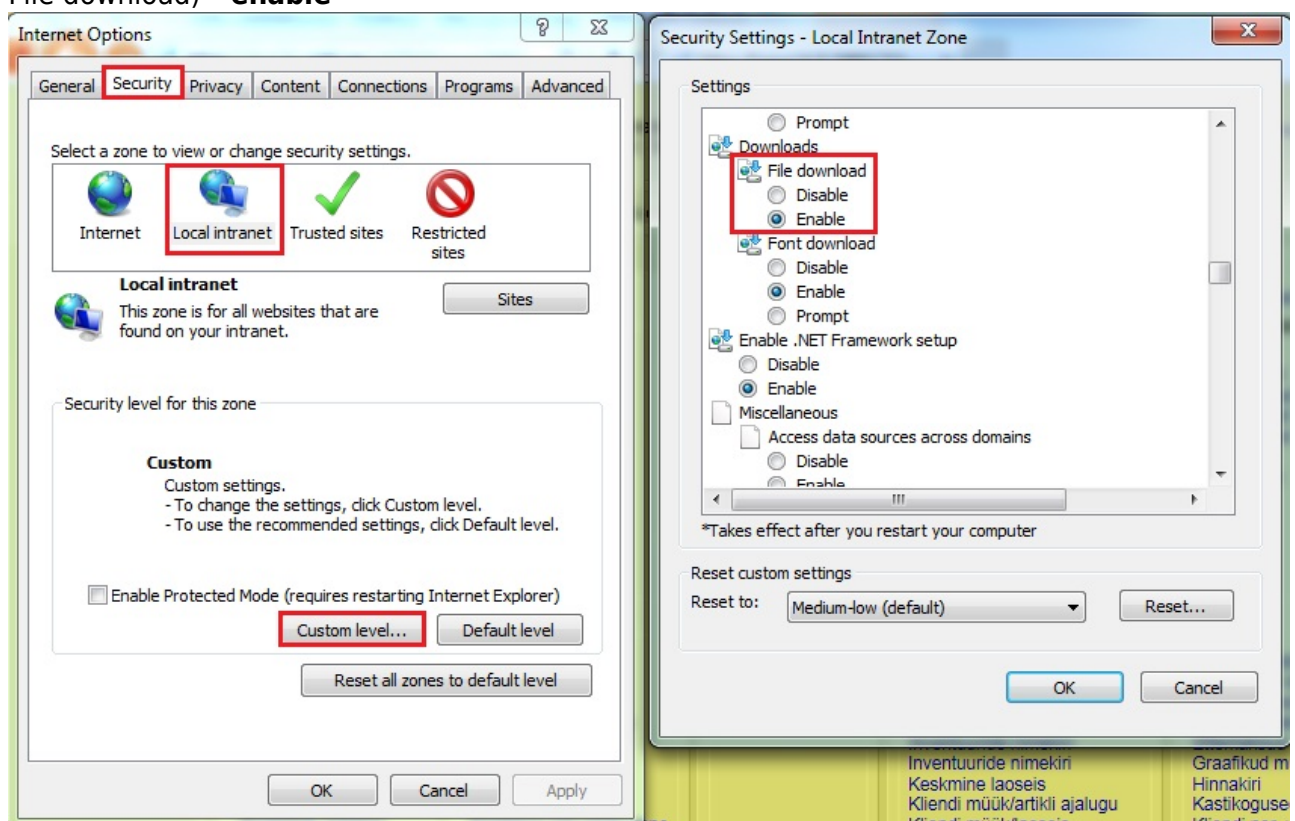 File download) - Enable
Internet Options
General Security Privacy Content Connections Programs Advanced
Select a zone to view or change security settings.
Internet Local intranet Trusted sites Restricted sites
Local intranet
This zone is for all websites that are
found on your intranet.
Sites
Security level for this zone
Custom
Custom settings.
- To change the settings, click Custom level.
- To use the recommended settings, click Default level.
Enable Protected Mode (requires restarting Internet Explorer)
Custom level... Default level
Reset all zones to default level
OK Cancel Apply
Security Settings - Local Intranet Zone
Settings
Prompt
Downloads
File download
Disable
Enable
Font download
Disable
Enable
Prompt
Enable .NET Framework setup
Disable
Enable
Miscellaneous
Access data sources across domains
Disable
Enable
*Takes effect after you restart your computer
Reset custom settings
Reset to: Medium-low (default) Reset...
OK Cancel
Inventuuride nimekiri
Keskmine laoseis
Kliendi müük/artikli ajalugu
Graafikud m
Hinnakiri
Kastikoguse